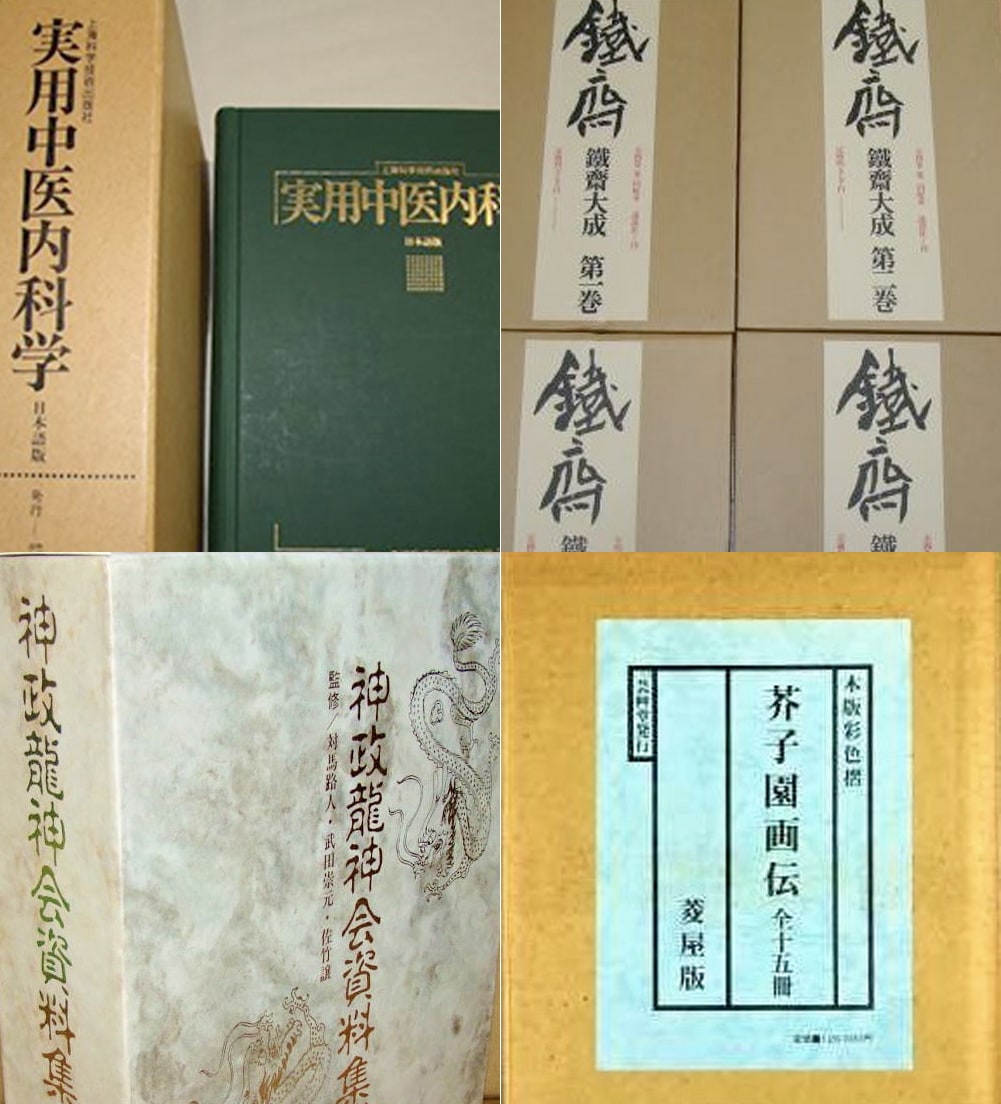 上海科学技術出版社
実用中医内科学
日本語版
発行
上海科学技術出版社
実用中医内科
日本語版
鐵齋
鐵齋大成 第一巻
鐵齋
鐵齋大成 第二巻
鐵齋
鐵
鐵齋
鐵
神政龍神会資料集
神政龍神会資料集
監修/対馬路人・武田崇元・佐竹譲
木版彩色摺
芥子園画伝 全十五冊
菱屋版